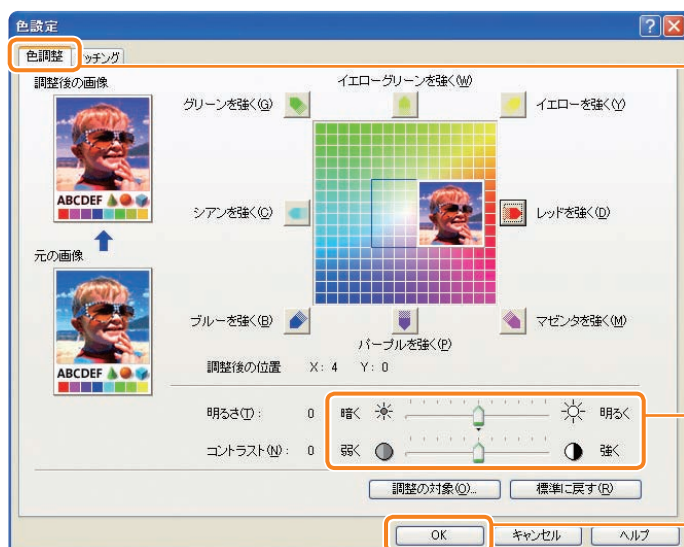 色設定
色調整 ッチング
調整後の画像
ABCDEF
元の画像
ABCDEF
イエローグリーンを強く(W)
グリーンを強く(G)
イエローを強く(Y)
シアンを強く(C)
レッドを強く(D)
ブルーを強く(B)
マゼンタを強く(M)
パープルを強く(P)
調整後の位置 X: 4 Y: 0
明るさ(T): 0 暗く 明るく
コントラスト(N): 0 弱く 強く
調整の対象(O)... 標準に戻す(R)
OK キャンセル ヘルプ